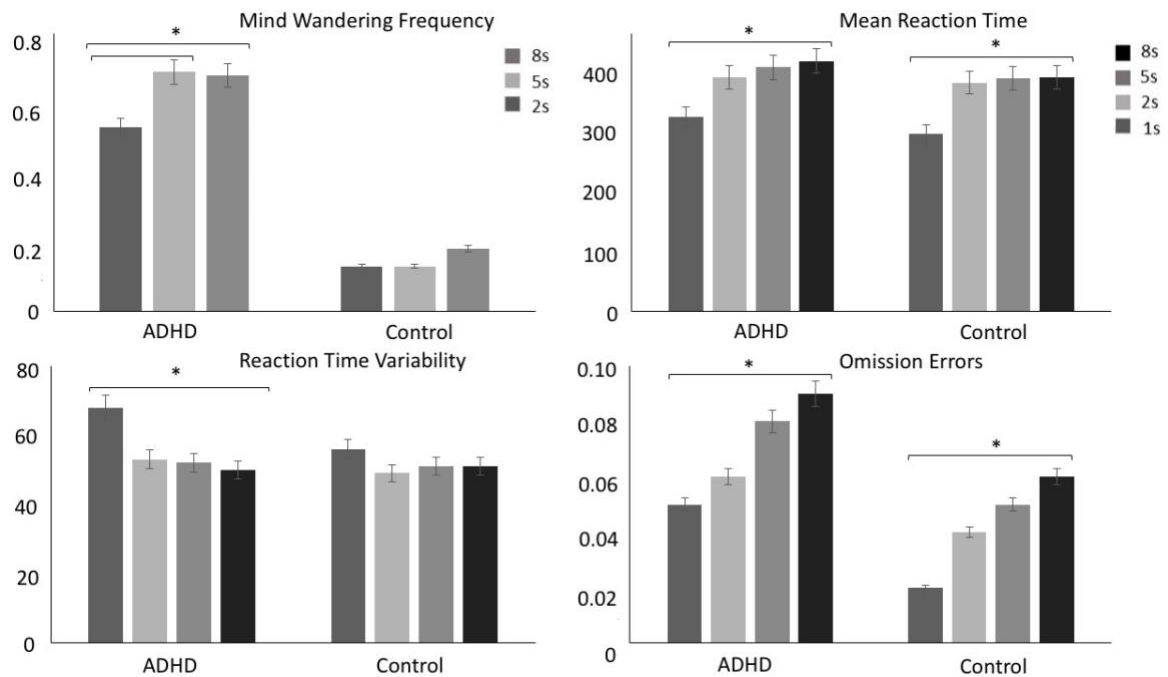 Mind Wandering Frequency
0.8
0.6
0.4
0.2
0
*
8s
5s
2s
ADHD
Control
Mean Reaction Time
400
300
200
100
0
*
*
8s
5s
2s
1s
ADHD
Control
Reaction Time Variability
80
60
40
20
0
*
ADHD
Control
Omission Errors
0.10
0.08
0.06
0.04
0.02
0
*
*
ADHD
Control